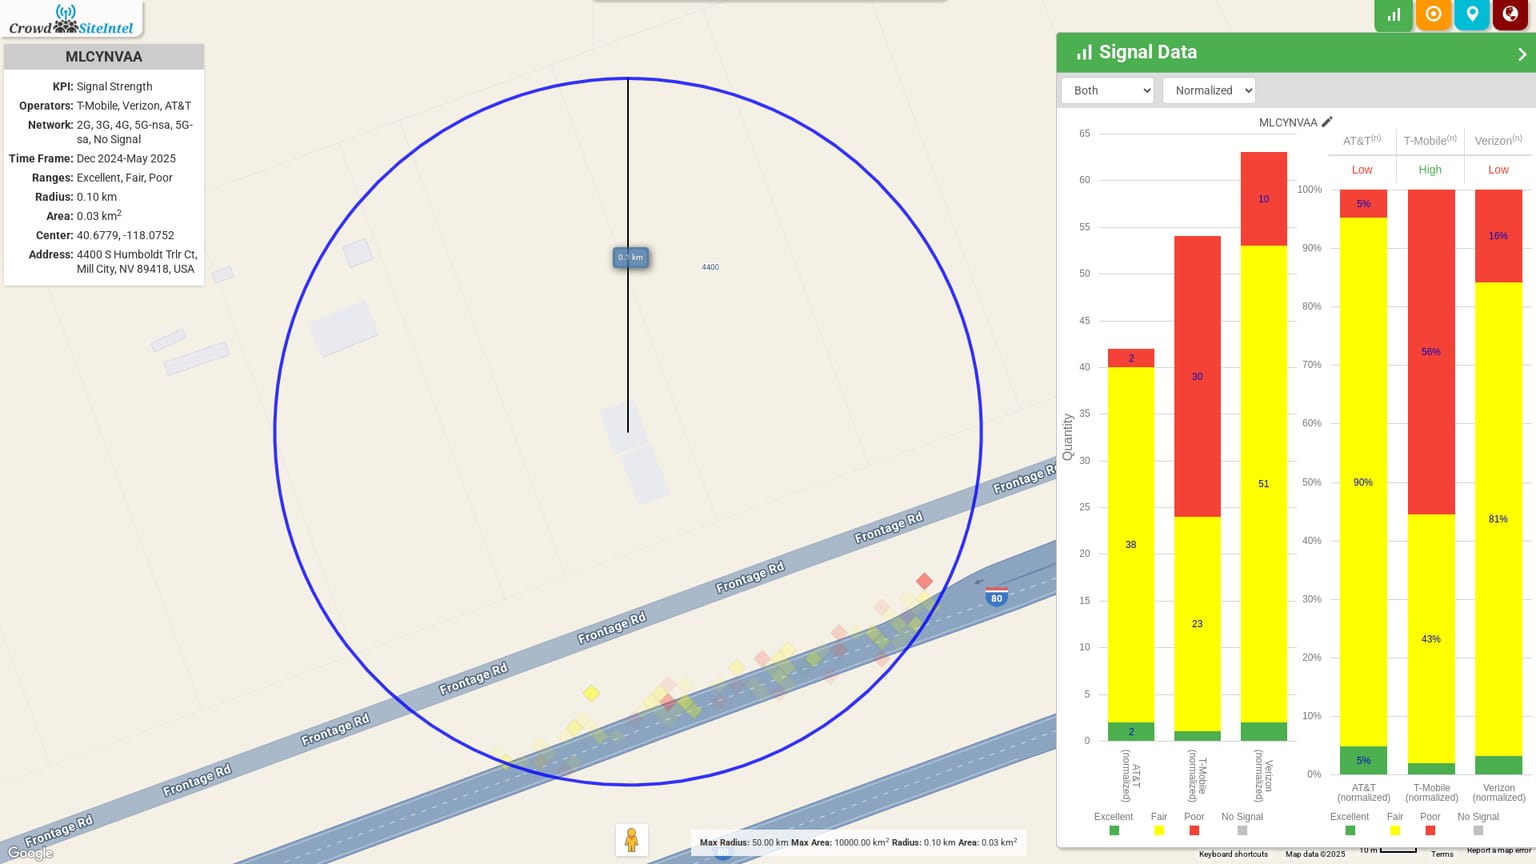 Crowd SiteIntel
MLCYNVAA
KPI: Signal Strength
Operators: T-Mobile, Verizon, AT&T
Network: 2G, 3G, 4G, 5G-nsa, 5G-
sa, No Signal
Time Frame: Dec 2024-May 2025
Ranges: Excellent, Fair, Poor
Radius: 0.10 km
Area: 0.03 km²
Center: 40.6779, -118.0752
Address: 4400 S Humboldt Trlr Ct,
Mill City, NV 89418, USA
0.1 km
4400
Frontage Rd
Frontage Rd
Frontage Rd
Frontage Rd
Frontage Rd
Frontage Rd
Frontage Rd
Frontage Rd
80
Google
Max Radius: 50.00 km Max Area: 10000.00 km² Radius: 0.10 km Area: 0.03 km²
Signal Data
Both
Normalized
MLCYNVAA
Quantity
65
60
55
50
45
40
35
30
25
20
15
10
5
0
2
38
2
30
23
10
51
AT&T
(normalized)
T-Mobile
(normalized)
Verizon
(normalized)
Excellent Fair Poor No Signal
AT&T(n) T-Mobile(n) Verizon(n)
Low High Low
100%
90%
80%
70%
60%
50%
40%
30%
20%
10%
0%
5%
90%
5%
56%
43%
16%
81%
AT&T
(normalized)
T-Mobile
(normalized)
Verizon
(normalized)
Excellent Fair Poor No Signal
Keyboard shortcuts Map data ©2025 10 m Terms Report a map error